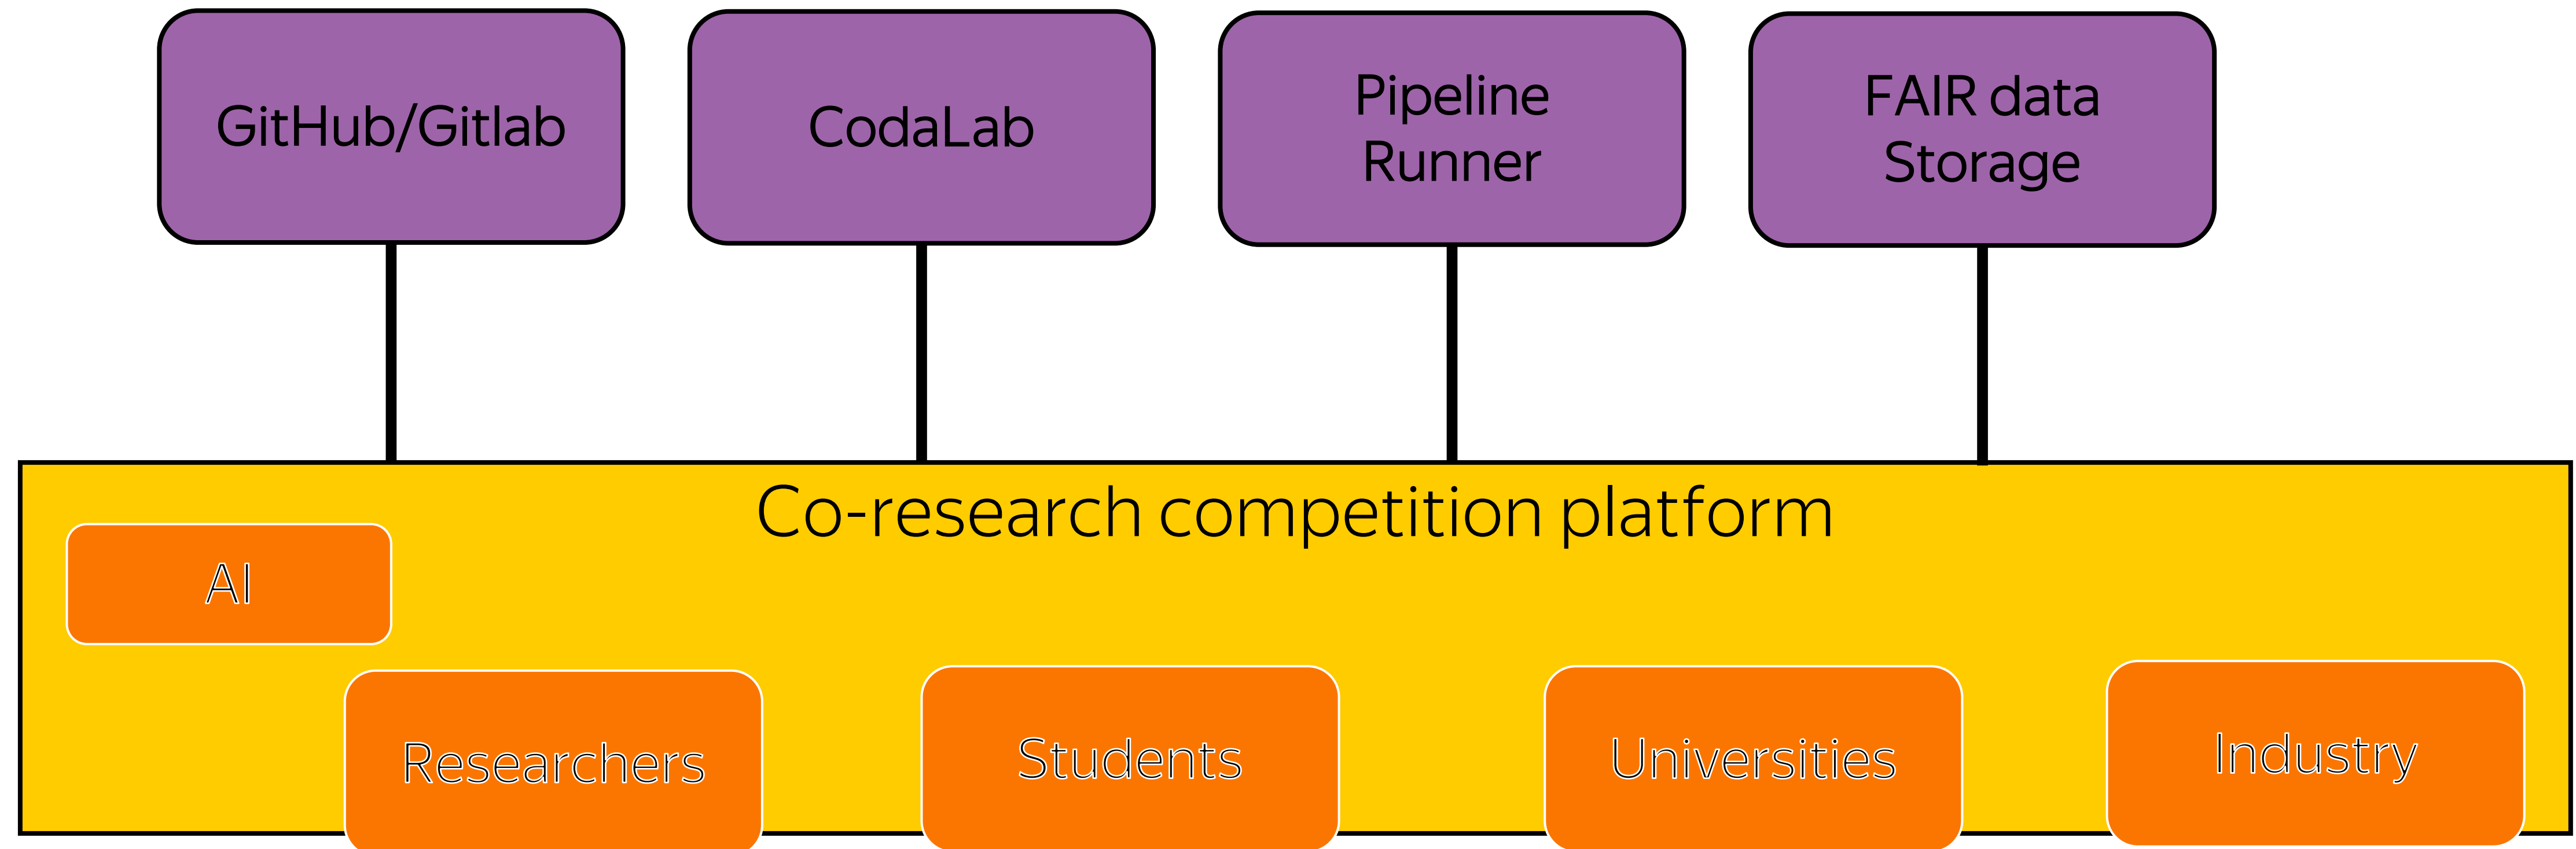 GitHub/Gitlab
CodaLab
Pipeline
Runner
FAIR data
Storage
Co-research competition platform
AI
Researchers
Students
Universities
Industry